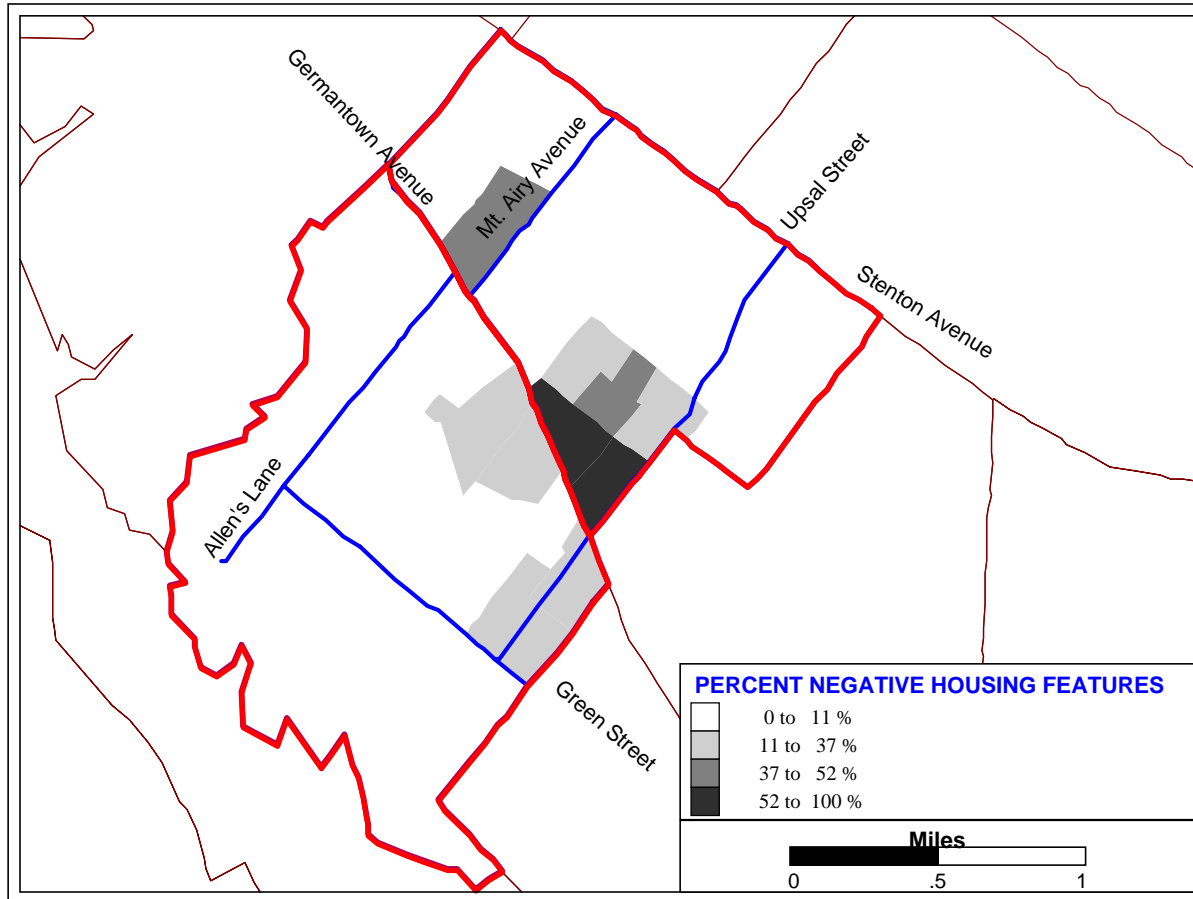 Germantown Avenue
Mt. Airy Avenue
Upsal Street
Stenton Avenue
Allen's Lane
Green Street
PERCENT NEGATIVE HOUSING FEATURES
0 to 11 %
11 to 37 %
37 to 52 %
52 to 100 %
Miles
0 .5 1